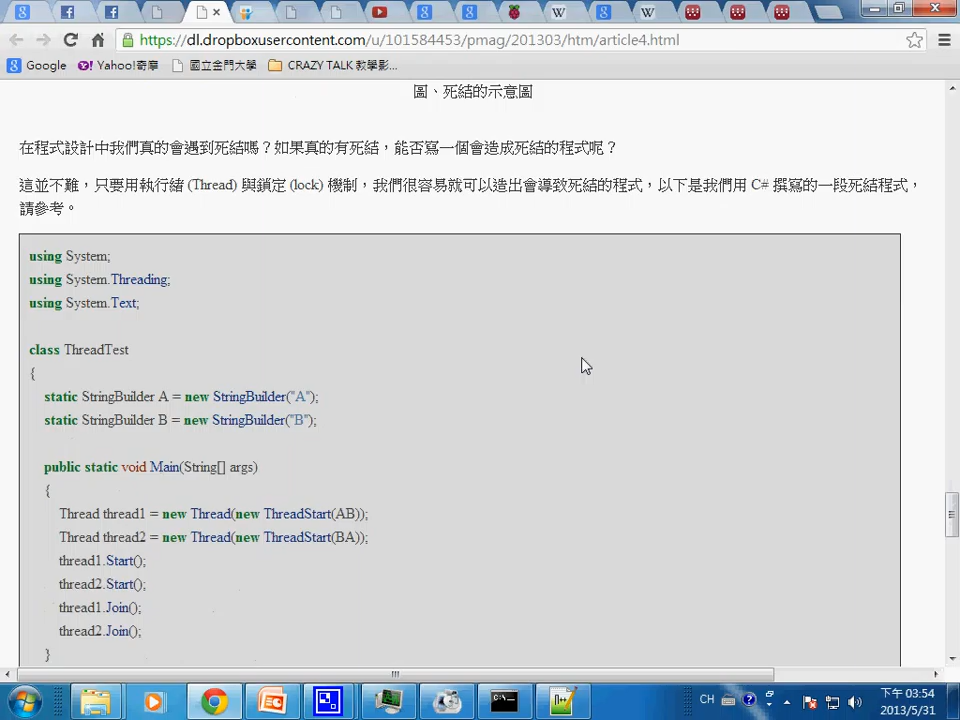 https://dl.dropboxusercontent.com/u/101584453/pmag/201303/htm/article4.html
Google Yahoo!奇摩 國立金門大學 CRAZY TALK 教學影...
圖、死結的示意圖
在程式設計中我們真的會遇到死結嗎？如果真的有死結，能否寫一個會造成死結的程式呢？
這並不難，只要用執行緒 (Thread) 與鎖定 (lock) 機制，我們很容易就可以造出會導致死結的程式，以下是我們用 C# 撰寫的一段死結程式，
請參考。
using System;
using System.Threading;
using System.Text;
class ThreadTest
{
static StringBuilder A = new StringBuilder("A");
static StringBuilder B = new StringBuilder("B");
public static void Main(String[] args)
{
Thread thread1 = new Thread(new ThreadStart(AB));
Thread thread2 = new Thread(new ThreadStart(BA));
thread1.Start();
thread2.Start();
thread1.Join();
thread2.Join();
}
CH
下午 03:54
2013/5/31